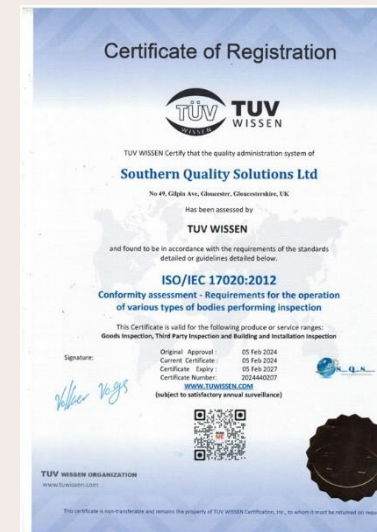 Certificate of Registration
TÜV
WISSEN
TUV
WISSEN
TUV WISSEN Certify that the quality administration system of
Southern Quality Solutions Ltd
No 49, Gilpin Ave, Gloucester, Gloucestershire, UK
Has been assessed by
TUV WISSEN
and found to be in accordance with the requirements of the standards
detailed or guidelines detailed below.
ISO/IEC 17020:2012
Conformity assessment - Requirements for the operation
of various types of bodies performing inspection
This Certificate is valid for the following produce or service ranges:
Goods Inspection, Third Party Inspection and Building and Installation Inspection
Signature:
Original Approval : 05 Feb 2024
Current Certificate : 05 Feb 2024
Certificate Expiry : 05 Feb 2027
Certificate Number: 2024440207
WWW.TUWISSEN.COM
(subject to satisfactory annual surveillance)
S.Q.S
TUV WISSEN ORGANIZATION
www.tuwissen.com
This certificate is non-transferable and remains the property of TUV WISSEN Certification, Inc., to whom it must be returned on